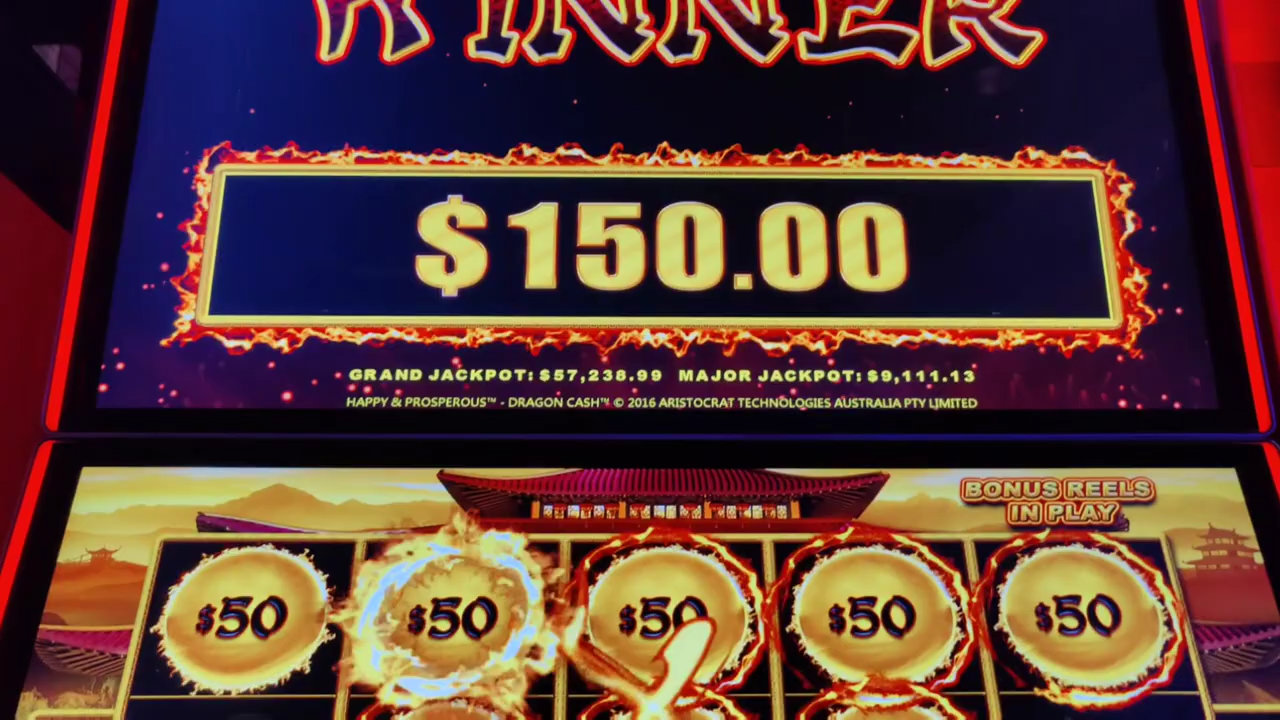 WINNER
$150.00
GRAND JACKPOT: $57,238.99 MAJOR JACKPOT: $9,111.13
HAPPY & PROSPEROUS™ - DRAGON CASH™ © 2016 ARISTOCRAT TECHNOLOGIES AUSTRALIA PTY LIMITED
BONUS REELS
IN PLAY
$50 $50 $50 $50 $50